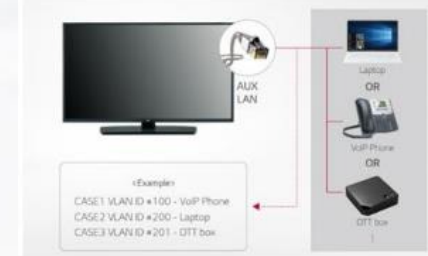 AUX
LAN
Laptop
OR
VoIP Phone
OR
OTT box
<Example>
CASE1 VLAN ID #100 - VoIP Phone
CASE2 VLAN ID #200 - Laptop
CASE3 VLAN ID #201 - OTT box